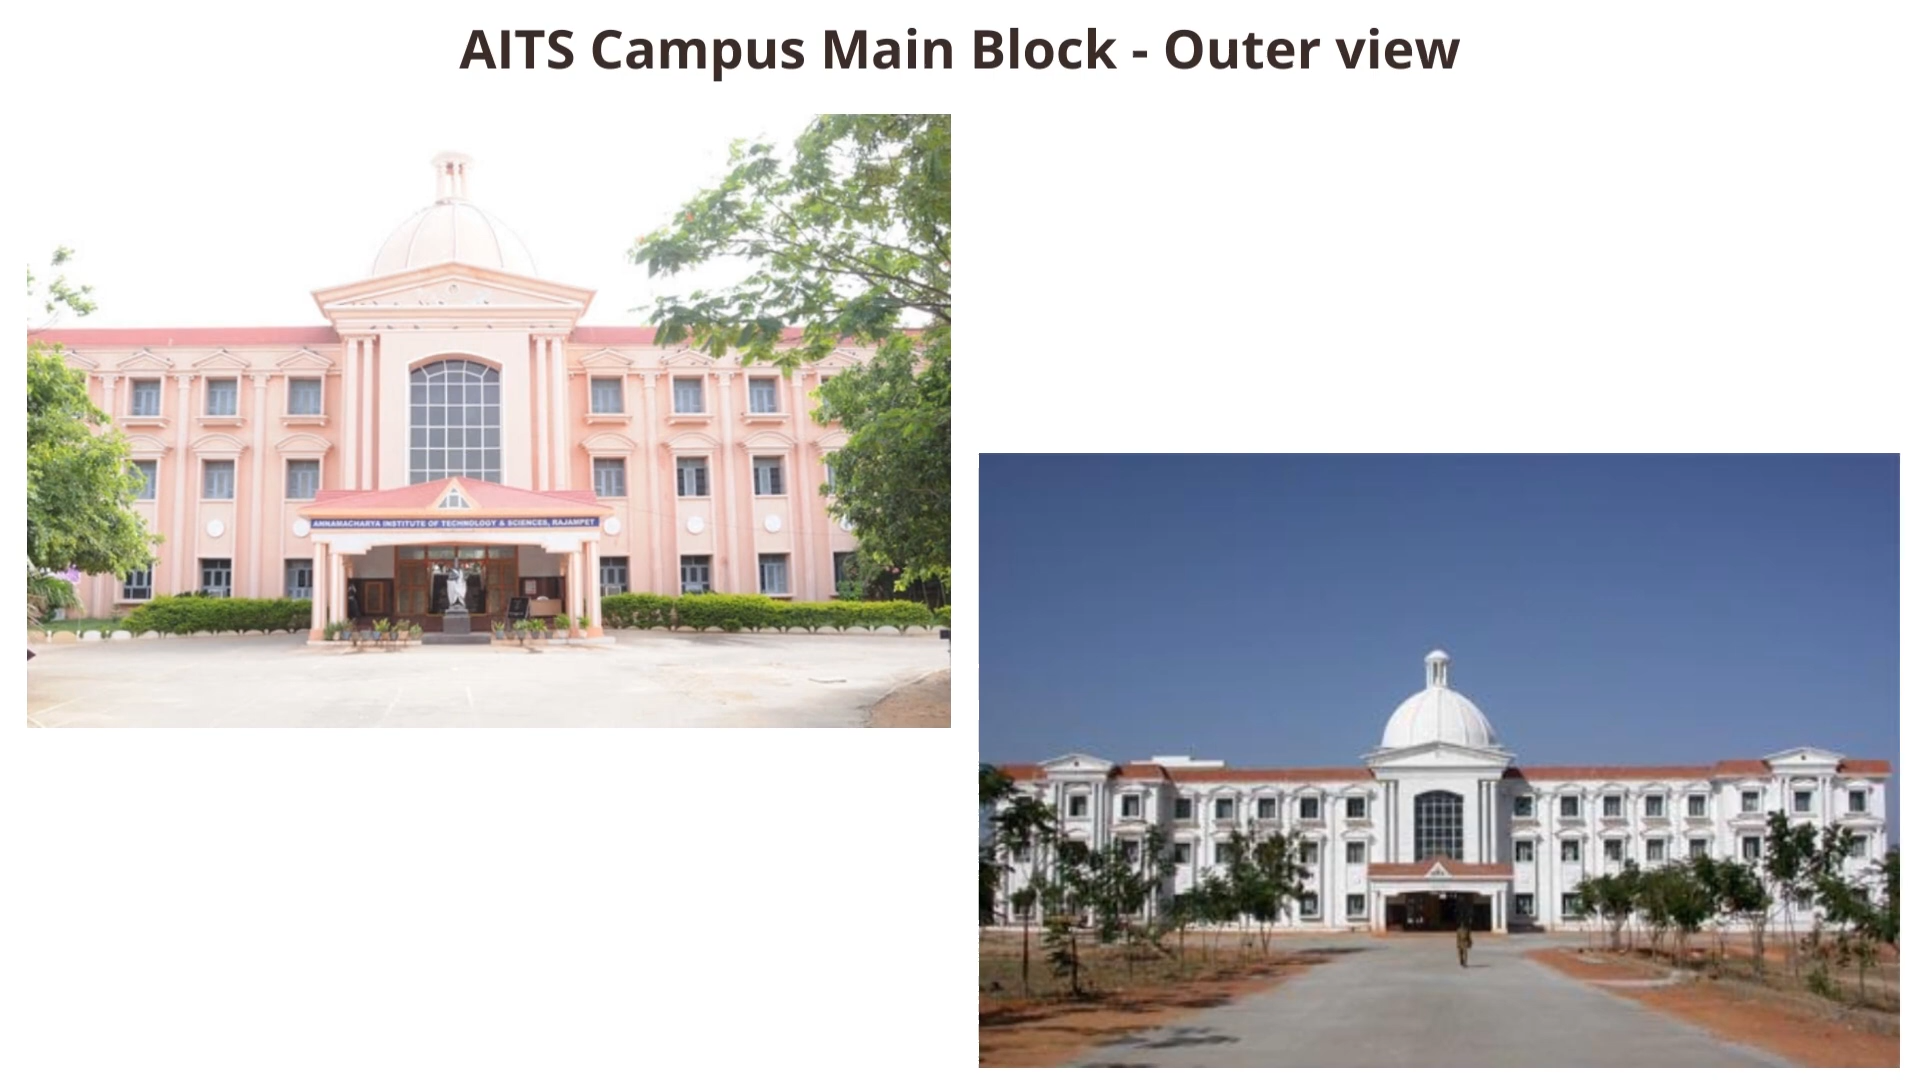 AITS Campus Main Block - Outer view
ANNAMACHARYA INSTITUTE OF TECHNOLOGY & SCIENCES, RAJAMPET